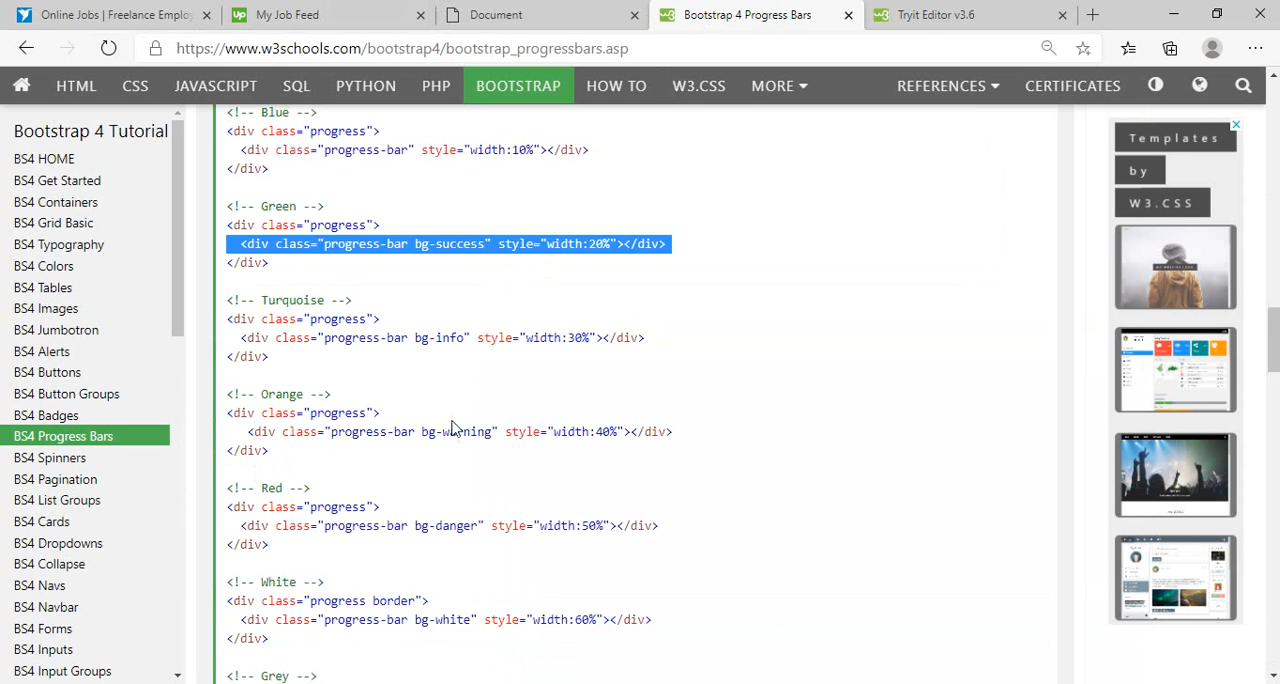 Online Jobs | Freelance Emplo
My Job Feed
Document
Bootstrap 4 Progress Bars
Tryit Editor v3.6
https://www.w3schools.com/bootstrap4/bootstrap_progressbars.asp
HTML CSS JAVASCRIPT SQL PYTHON PHP BOOTSTRAP HOW TO W3.CSS MORE REFERENCES CERTIFICATES
Bootstrap 4 Tutorial
BS4 HOME
BS4 Get Started
BS4 Containers
BS4 Grid Basic
BS4 Typography
BS4 Colors
BS4 Tables
BS4 Images
BS4 Jumbotron
BS4 Alerts
BS4 Buttons
BS4 Button Groups
BS4 Badges
BS4 Progress Bars
BS4 Spinners
BS4 Pagination
BS4 List Groups
BS4 Cards
BS4 Dropdowns
BS4 Collapse
BS4 Navs
BS4 Navbar
BS4 Forms
BS4 Inputs
BS4 Input Groups
<!-- Blue -->
<div class="progress">
<div class="progress-bar" style="width:10%"></div>
</div>
<!-- Green -->
<div class="progress">
<div class="progress-bar bg-success" style="width:20%"></div>
</div>
<!-- Turquoise -->
<div class="progress">
<div class="progress-bar bg-info" style="width:30%"></div>
</div>
<!-- Orange -->
<div class="progress">
<div class="progress-bar bg-warning" style="width:40%"></div>
</div>
<!-- Red -->
<div class="progress">
<div class="progress-bar bg-danger" style="width:50%"></div>
</div>
<!-- White -->
<div class="progress border">
<div class="progress-bar bg-white" style="width:60%"></div>
</div>
<!-- Grey -->
Templates
by
W3.CSS